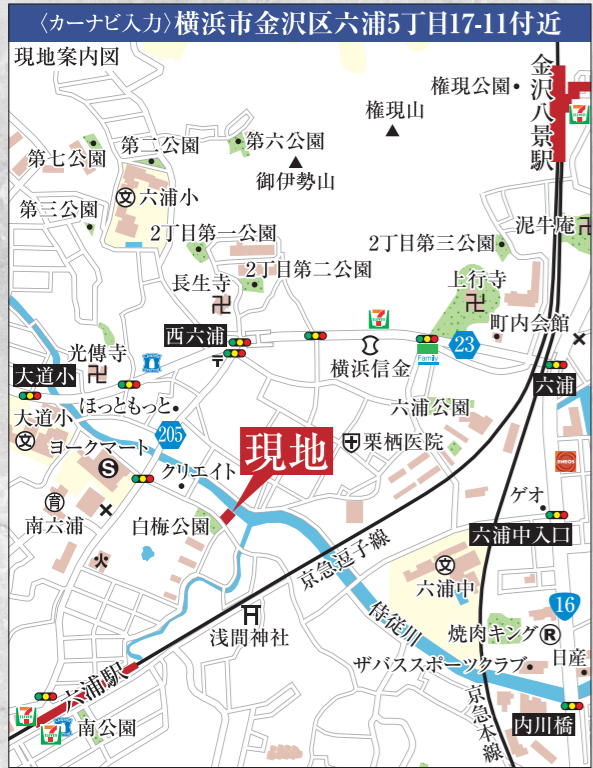 〈カーナビ入力〉横浜市金沢区六浦5丁目17-11付近
現地案内図
権現公園
金沢八景駅
権現山
第二公園
第六公園
第七公園
御伊勢山
文 六浦小
第三公園
泥牛庵
2丁目第一公園
2丁目第三公園
2丁目第二公園
長生寺
上行寺
町内会館
西六浦
23
光傳寺
横浜信金
Family
大道小
六浦
ほっともっと
六浦公園
大道小
文
205
栗栖医院
ヨークマート
S
現地
クリエイト
ENEOS
育
南六浦
ゲオ
白梅公園
六浦中入口
京急逗子線
火
文
六浦中
16
浅間神社
侍従川
焼肉キング R
ザバススポーツクラブ
日産
六浦駅
京急本線
南公園
内川橋